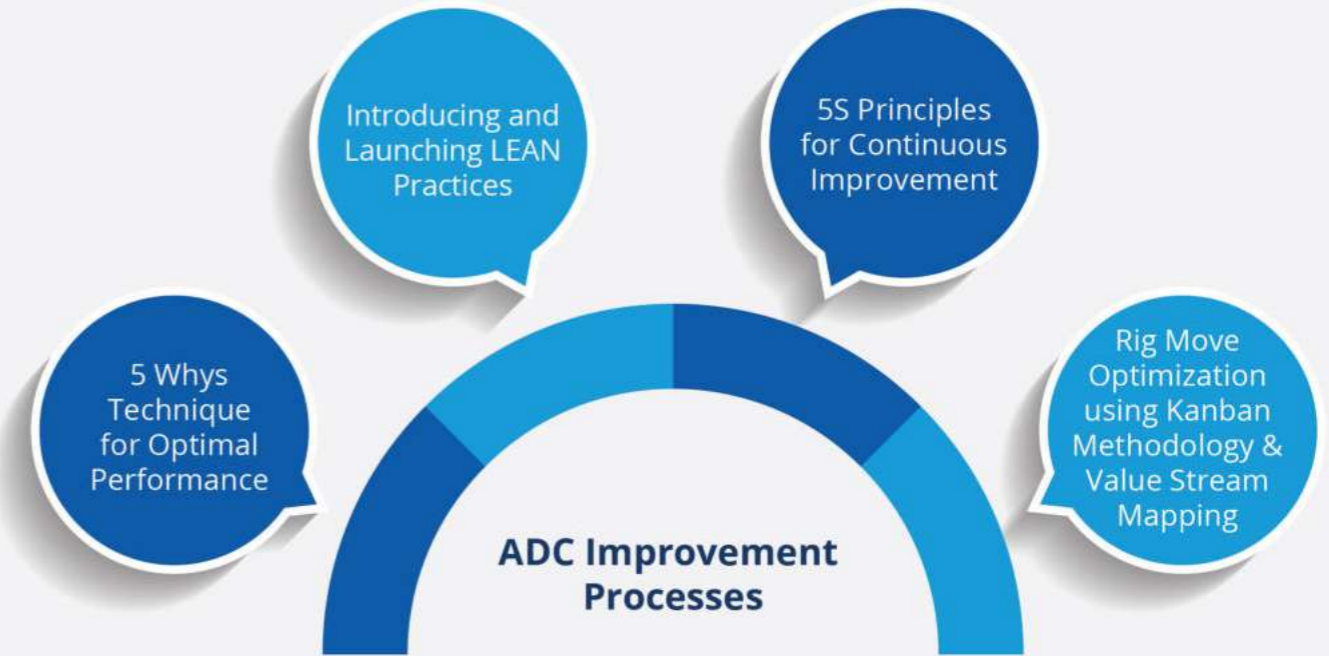 Introducing and
Launching LEAN
Practices
5S Principles
for Continuous
Improvement
5 Whys
Technique
for Optimal
Performance
Rig Move
Optimization
using Kanban
Methodology &
Value Stream
Mapping
ADC Improvement
Processes